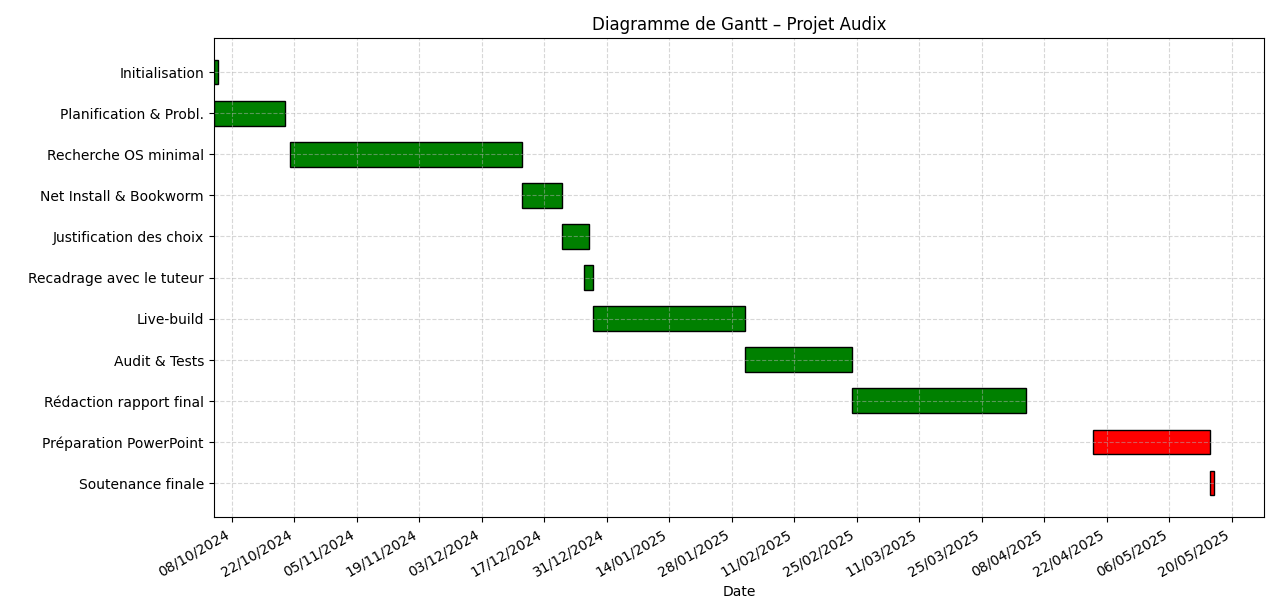 Diagramme de Gantt – Projet Audix
Initialisation
Planification & Probl.
Recherche OS minimal
Net Install & Bookworm
Justification des choix
Recadrage avec le tuteur
Live-build
Audit & Tests
Rédaction rapport final
Préparation PowerPoint
Soutenance finale
08/10/2024
22/10/2024
05/11/2024
19/11/2024
03/12/2024
17/12/2024
31/12/2024
14/01/2025
28/01/2025
11/02/2025
25/02/2025
11/03/2025
25/03/2025
08/04/2025
22/04/2025
06/05/2025
20/05/2025
Date